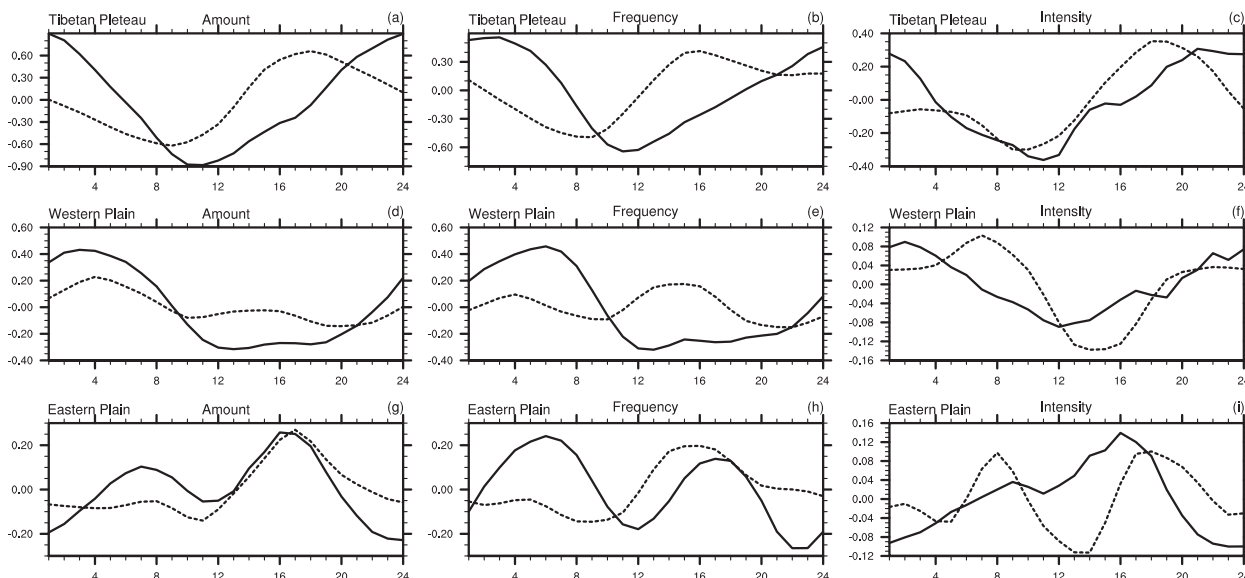 Tibetan Pleteau Amount (a) Tibetan Pleteau Frequency (b) Tibetan Pleteau Intensity (c)
0.60 0.30 0.40
0.30 0.00 0.20
0.00 -0.30 -0.00
-0.30 -0.60 -0.20
-0.60 -0.40
-0.90
4 8 12 16 20 24 4 8 12 16 20 24 4 8 12 16 20 24
Western Plain Amount (d) Western Plain Frequency (e) Western Plain Intensity (f)
0.60 0.60 0.12
0.40 0.40 0.08
0.20 0.20 0.04
-0.00 -0.00 0.00
-0.20 -0.20 -0.04
-0.40 -0.40 -0.08
-0.12
-0.16
4 8 12 16 20 24 4 8 12 16 20 24 4 8 12 16 20 24
Eastern Plain Amount (g) Eastern Plain Frequency (h) Eastern Plain Intensity (i)
0.20 0.20 0.16
0.00 0.00 0.12
-0.20 -0.20 0.08
0.04
0.00
-0.04
-0.08
-0.12
4 8 12 16 20 24 4 8 12 16 20 24 4 8 12 16 20 24